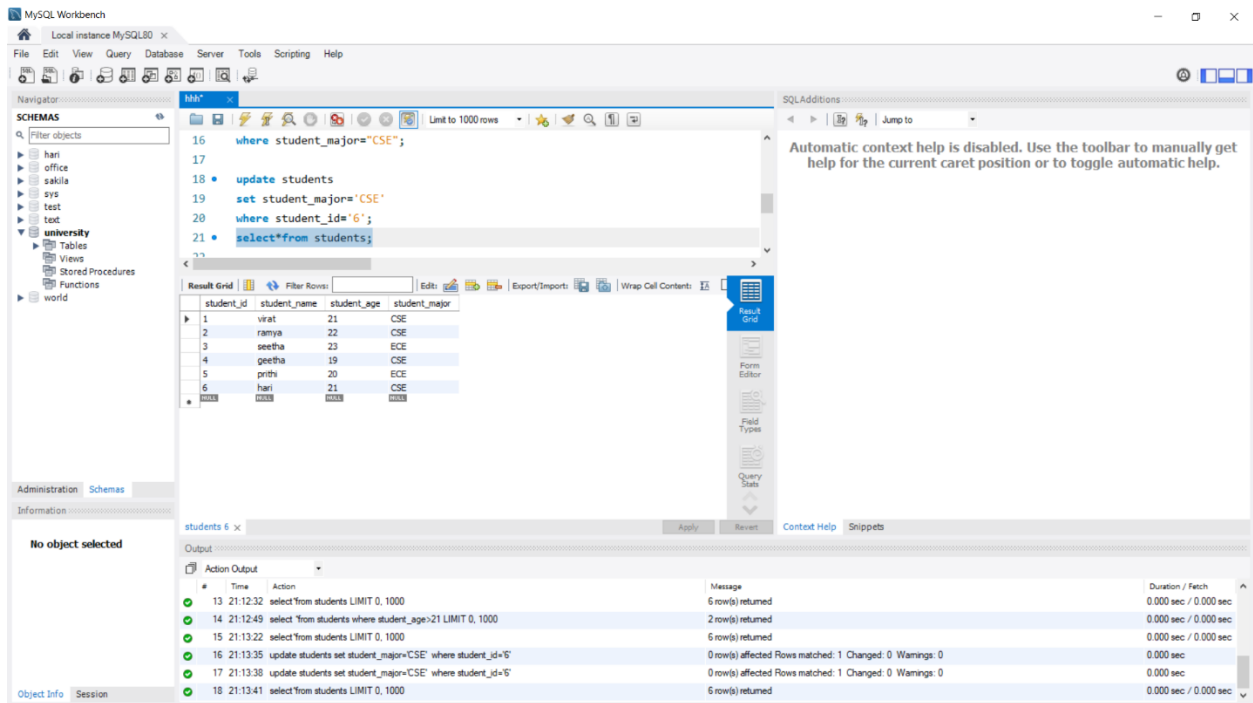 MySQL Workbench
Local instance MySQL80 ×
File Edit View Query Database Server Tools Scripting Help
Navigator
SCHEMAS
Filter objects
hari
office
sakila
sys
test
text
university
Tables
Views
Stored Procedures
Functions
world
Administration Schemas
Information
No object selected
Object Info Session
hhh* ×
Limit to 1000 rows
16 where student_major="CSE";
17
18 update students
19 set student_major='CSE'
20 where student_id='6';
21 select*from students;
22
Result Grid Filter Rows: Edit: Export/Import: Wrap Cell Content:
student_id student_name student_age student_major
1 virat 21 CSE
2 ramya 22 CSE
3 seetha 23 ECE
4 geetha 19 CSE
5 prithi 20 ECE
6 hari 21 CSE
NULL NULL NULL NULL
Result
Grid
Form
Editor
Field
Types
Query
Stats
students 6 ×
Apply Revert
SQLAdditions
Jump to
Automatic context help is disabled. Use the toolbar to manually get
help for the current caret position or to toggle automatic help.
Context Help Snippets
Output
Action Output
# Time Action Message Duration / Fetch
13 21:12:32 select*from students LIMIT 0, 1000 6 row(s) returned 0.000 sec / 0.000 sec
14 21:12:49 select *from students where student_age>21 LIMIT 0, 1000 2 row(s) returned 0.000 sec / 0.000 sec
15 21:13:22 select*from students LIMIT 0, 1000 6 row(s) returned 0.000 sec / 0.000 sec
16 21:13:35 update students set student_major='CSE' where student_id='6' 0 row(s) affected Rows matched: 1 Changed: 0 Warnings: 0 0.000 sec
17 21:13:38 update students set student_major='CSE' where student_id='6' 0 row(s) affected Rows matched: 1 Changed: 0 Warnings: 0 0.000 sec
18 21:13:41 select*from students LIMIT 0, 1000 6 row(s) returned 0.000 sec / 0.000 sec